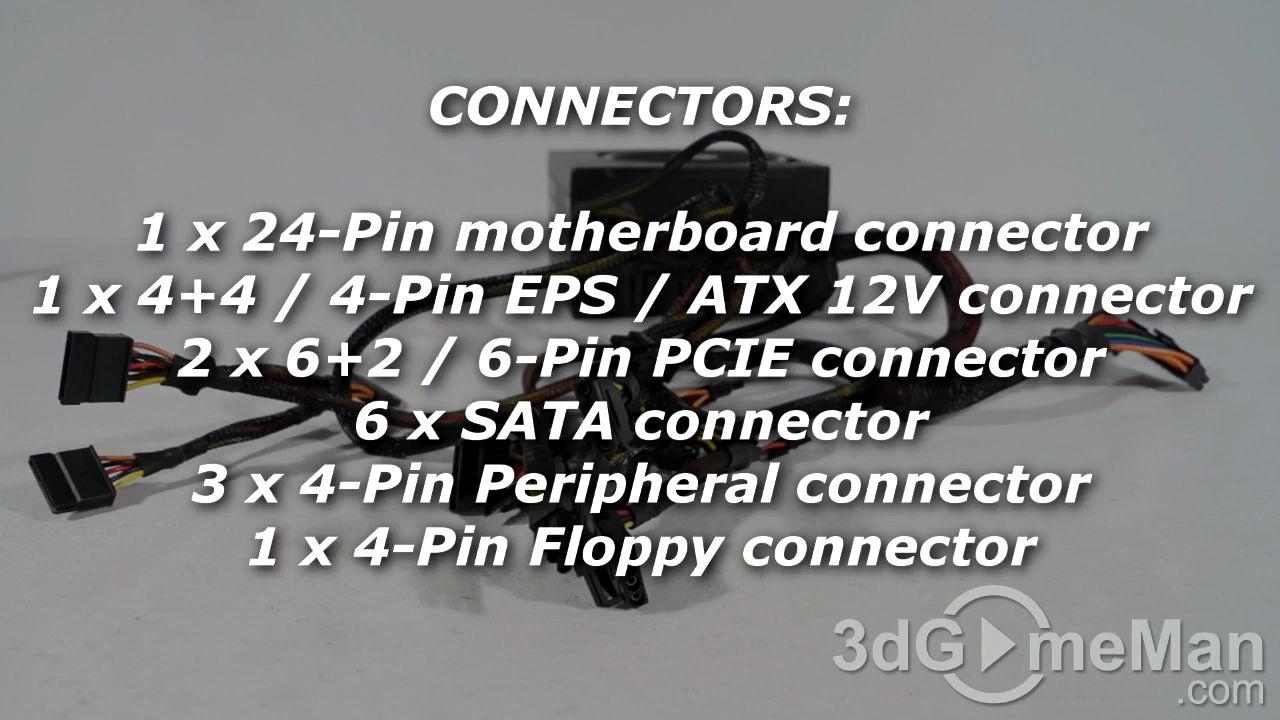 CONNECTORS:
1 x 24-Pin motherboard connector
1 x 4+4 / 4-Pin EPS / ATX 12V connector
2 x 6+2 / 6-Pin PCIE connector
6 x SATA connector
3 x 4-Pin Peripheral connector
1 x 4-Pin Floppy connector
3dGameMan
.com